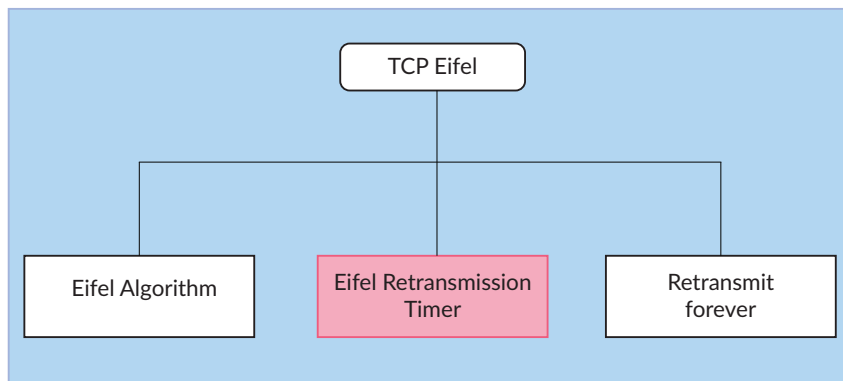 TCP Eifel
Eifel Algorithm
Eifel Retransmission
Timer
Retransmit
forever